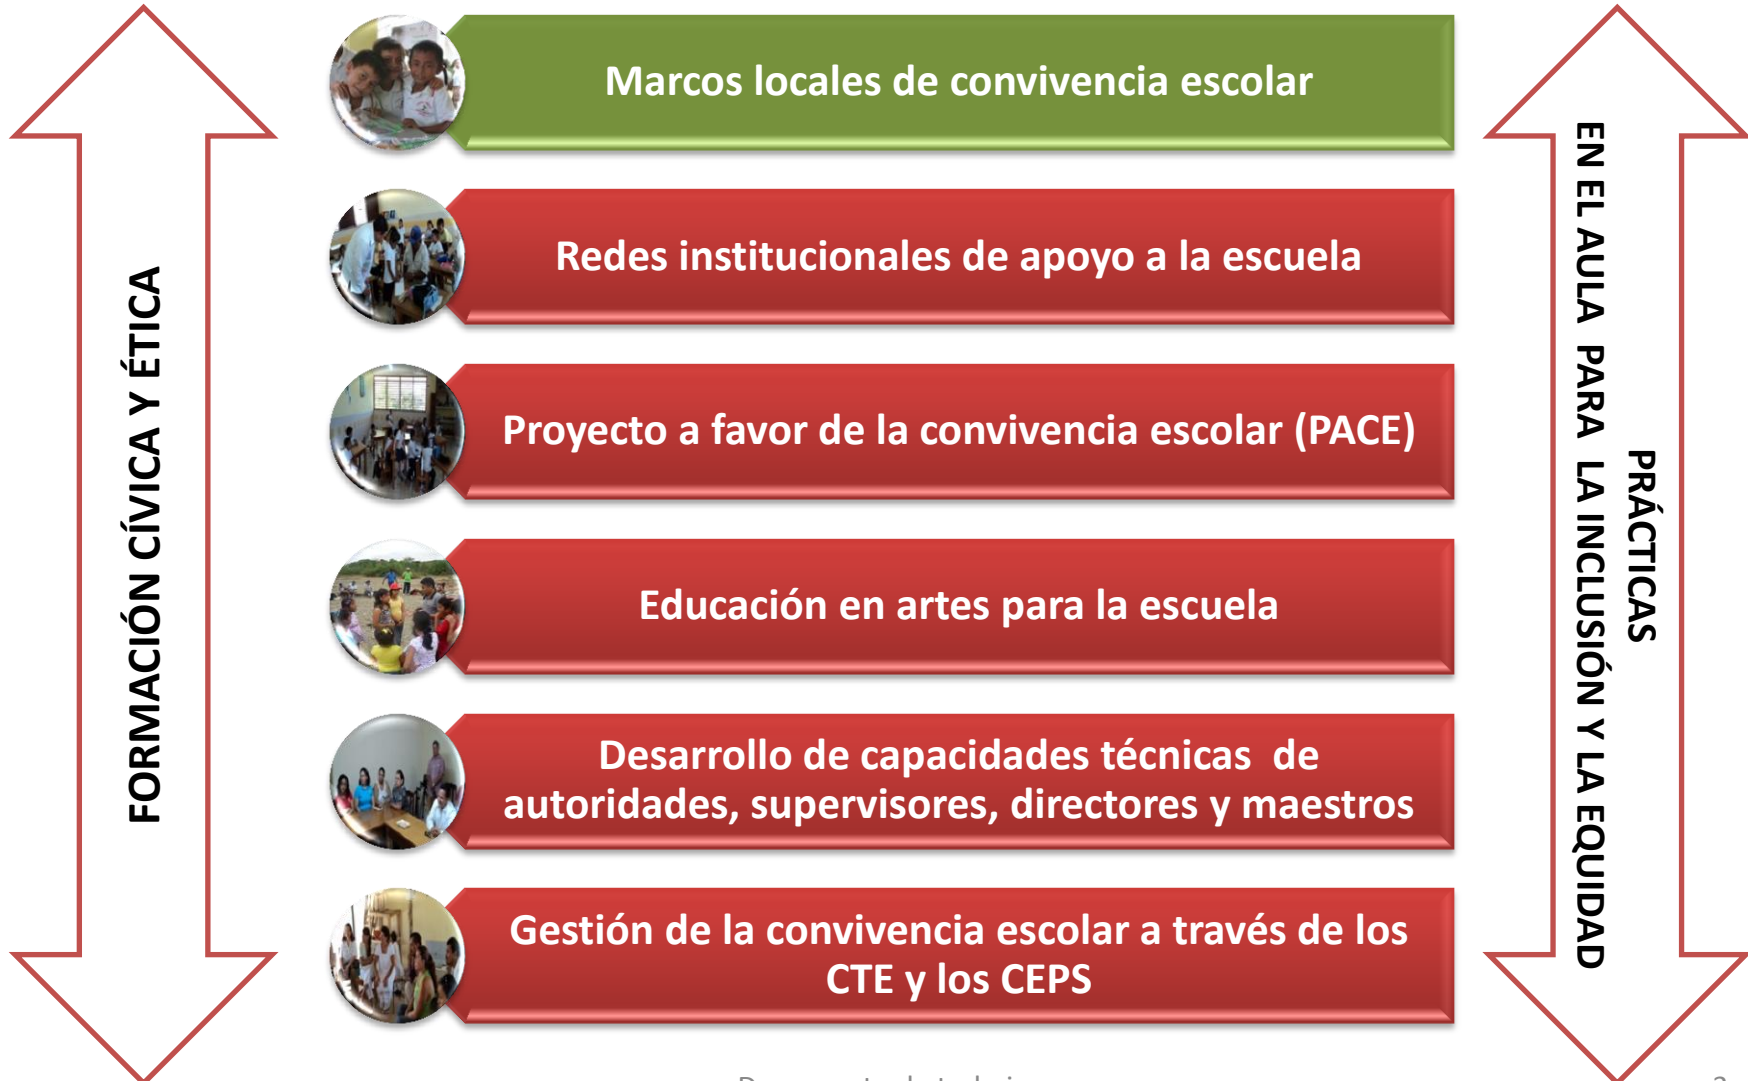 FORMACIÓN CÍVICA Y ÉTICA
Marcos locales de convivencia escolar
Redes institucionales de apoyo a la escuela
Proyecto a favor de la convivencia escolar (PACE)
Educación en artes para la escuela
Desarrollo de capacidades técnicas de
autoridades, supervisores, directores y maestros
Gestión de la convivencia escolar a través de los
CTE y los CEPS
PRÁCTICAS
EN EL AULA PARA LA INCLUSIÓN Y LA EQUIDAD